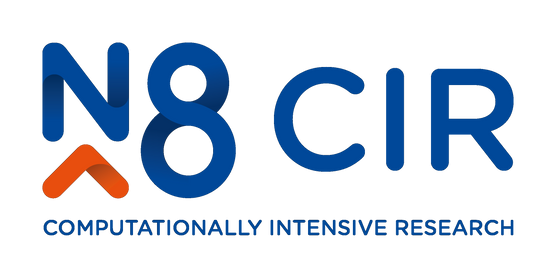 N8 CIR
COMPUTATIONALLY INTENSIVE RESEARCH